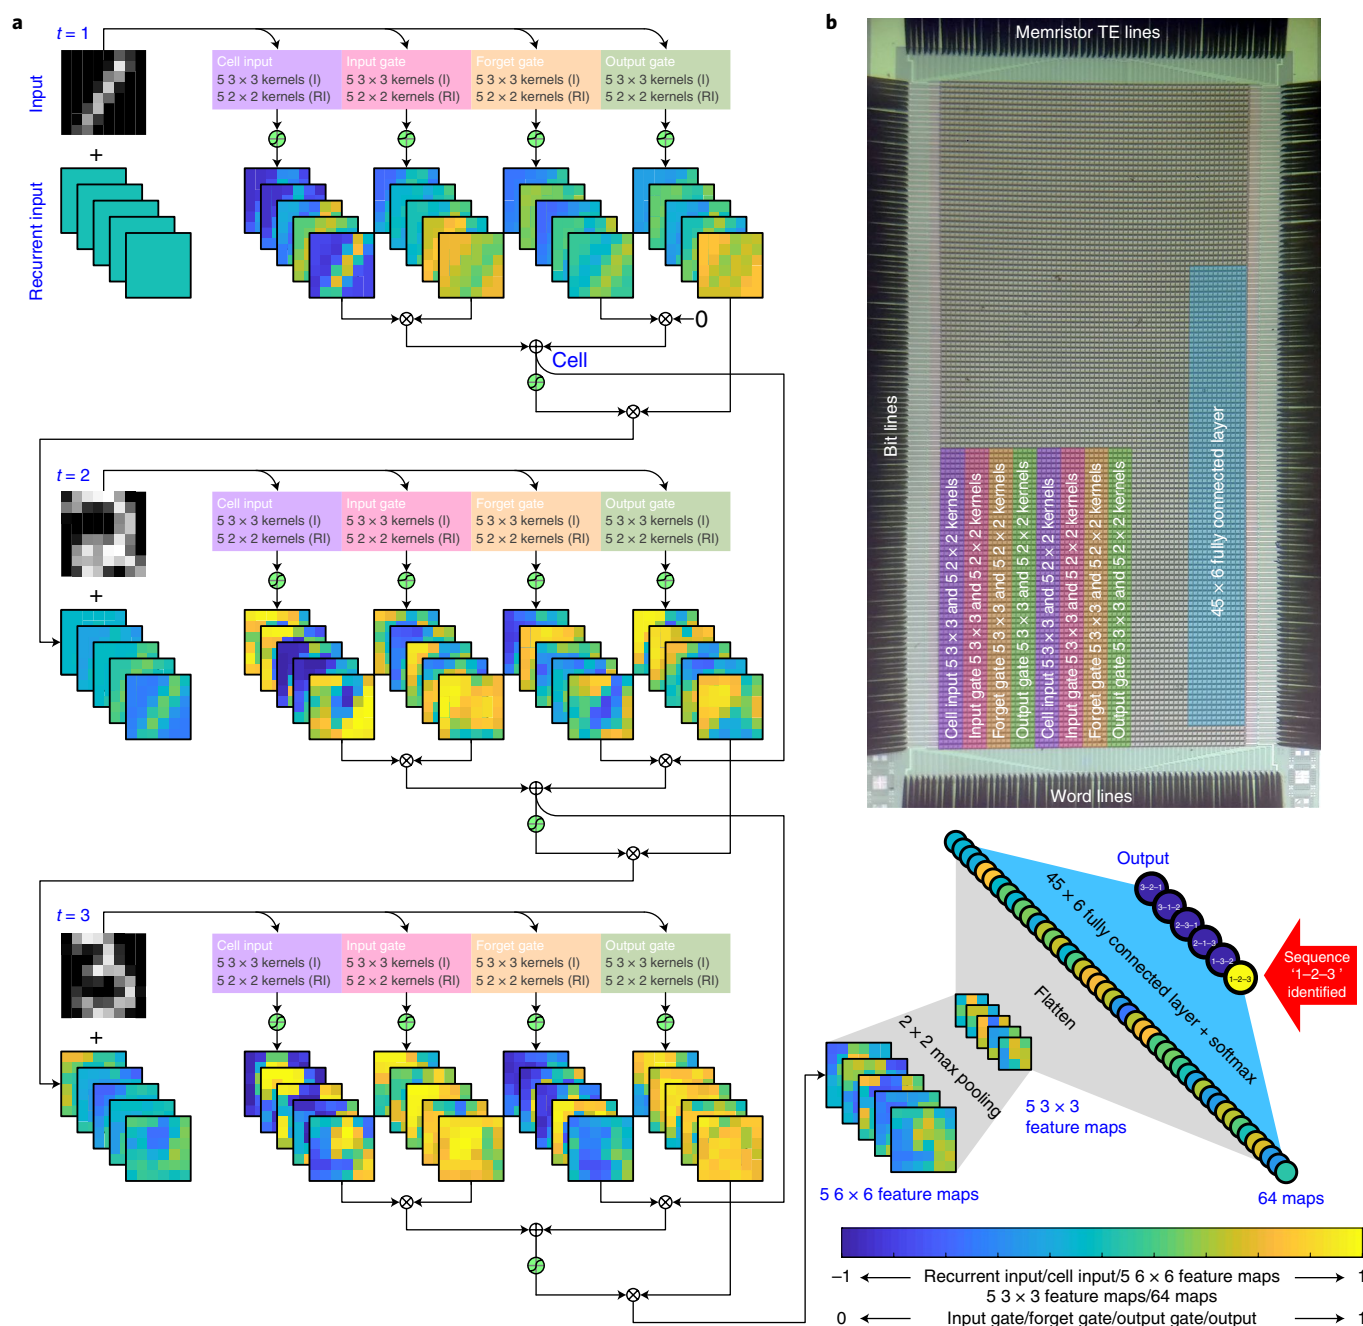 a
t = 1
Input
Recurrent input
+
Cell input
5 3 × 3 kernels (I)
5 2 × 2 kernels (RI)
Input gate
5 3 × 3 kernels (I)
5 2 × 2 kernels (RI)
Forget gate
5 3 × 3 kernels (I)
5 2 × 2 kernels (RI)
Output gate
5 3 × 3 kernels (I)
5 2 × 2 kernels (RI)
0
Cell
t = 2
+
Cell input
5 3 × 3 kernels (I)
5 2 × 2 kernels (RI)
Input gate
5 3 × 3 kernels (I)
5 2 × 2 kernels (RI)
Forget gate
5 3 × 3 kernels (I)
5 2 × 2 kernels (RI)
Output gate
5 3 × 3 kernels (I)
5 2 × 2 kernels (RI)
t = 3
+
Cell input
5 3 × 3 kernels (I)
5 2 × 2 kernels (RI)
Input gate
5 3 × 3 kernels (I)
5 2 × 2 kernels (RI)
Forget gate
5 3 × 3 kernels (I)
5 2 × 2 kernels (RI)
Output gate
5 3 × 3 kernels (I)
5 2 × 2 kernels (RI)
b
Memristor TE lines
Bit lines
Cell input 5 3 × 3 and 5 2 × 2 kernels
Input gate 5 3 × 3 and 5 2 × 2 kernels
Forget gate 5 3 × 3 and 5 2 × 2 kernels
Output gate 5 3 × 3 and 5 2 × 2 kernels
Cell input 5 3 × 3 and 5 2 × 2 kernels
Input gate 5 3 × 3 and 5 2 × 2 kernels
Forget gate 5 3 × 3 and 5 2 × 2 kernels
Output gate 5 3 × 3 and 5 2 × 2 kernels
45 × 6 fully connected layer
Word lines
Output
3–2–1
3–1–2
2–3–1
2–1–3
1–3–2
1–2–3
Sequence
‘1–2–3 ’
identified
45 × 6 fully connected layer + softmax
Flatten
2 × 2 max pooling
5 3 × 3
feature maps
5 6 × 6 feature maps
64 maps
–1
Recurrent input/cell input/5 6 × 6 feature maps
1
5 3 × 3 feature maps/64 maps
0
Input gate/forget gate/output gate/output
1